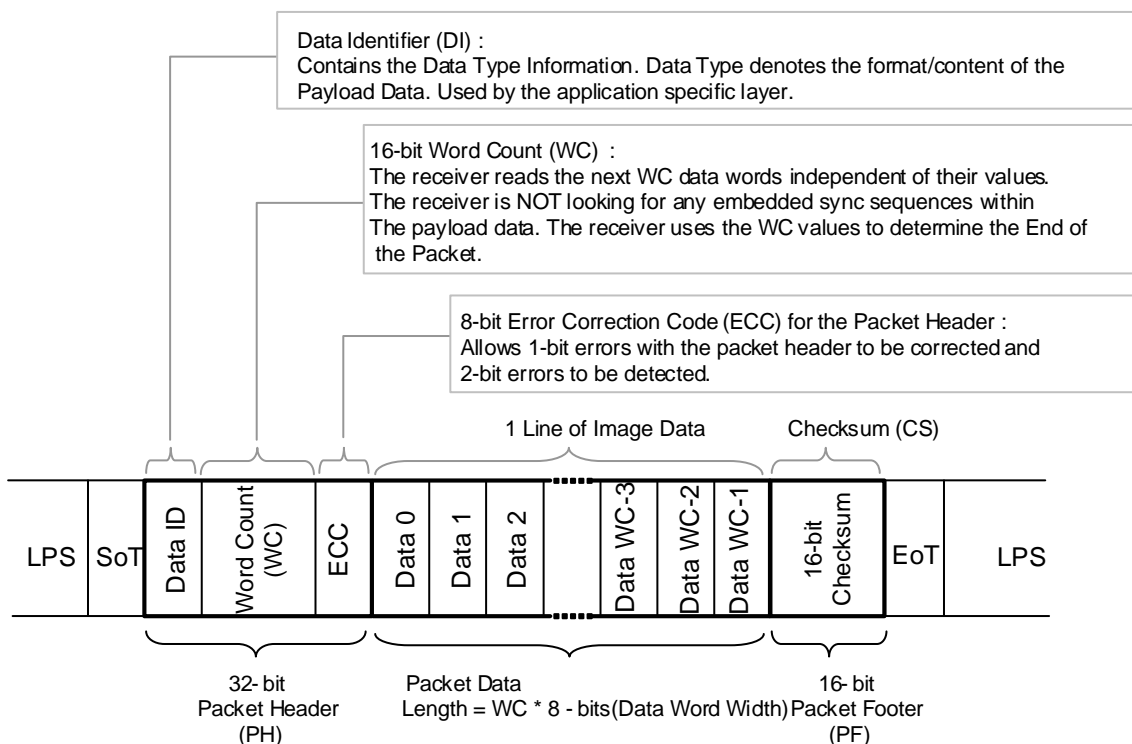 Data Identifier (DI) :
Contains the Data Type Information. Data Type denotes the format/content of the
Payload Data. Used by the application specific layer.
16-bit Word Count (WC) :
The receiver reads the next WC data words independent of their values.
The receiver is NOT looking for any embedded sync sequences within
The payload data. The receiver uses the WC values to determine the End of
the Packet.
8-bit Error Correction Code (ECC) for the Packet Header :
Allows 1-bit errors with the packet header to be corrected and
2-bit errors to be detected.
1 Line of Image Data
Checksum (CS)
LPS
SoT
Data ID
Word Count
(WC)
ECC
Data 0
Data 1
Data 2
Data WC-3
Data WC-2
Data WC-1
16-bit
Checksum
EoT
LPS
32- bit
Packet Header
(PH)
Packet Data
Length = WC * 8 - bits(Data Word Width)
16- bit
Packet Footer
(PF)